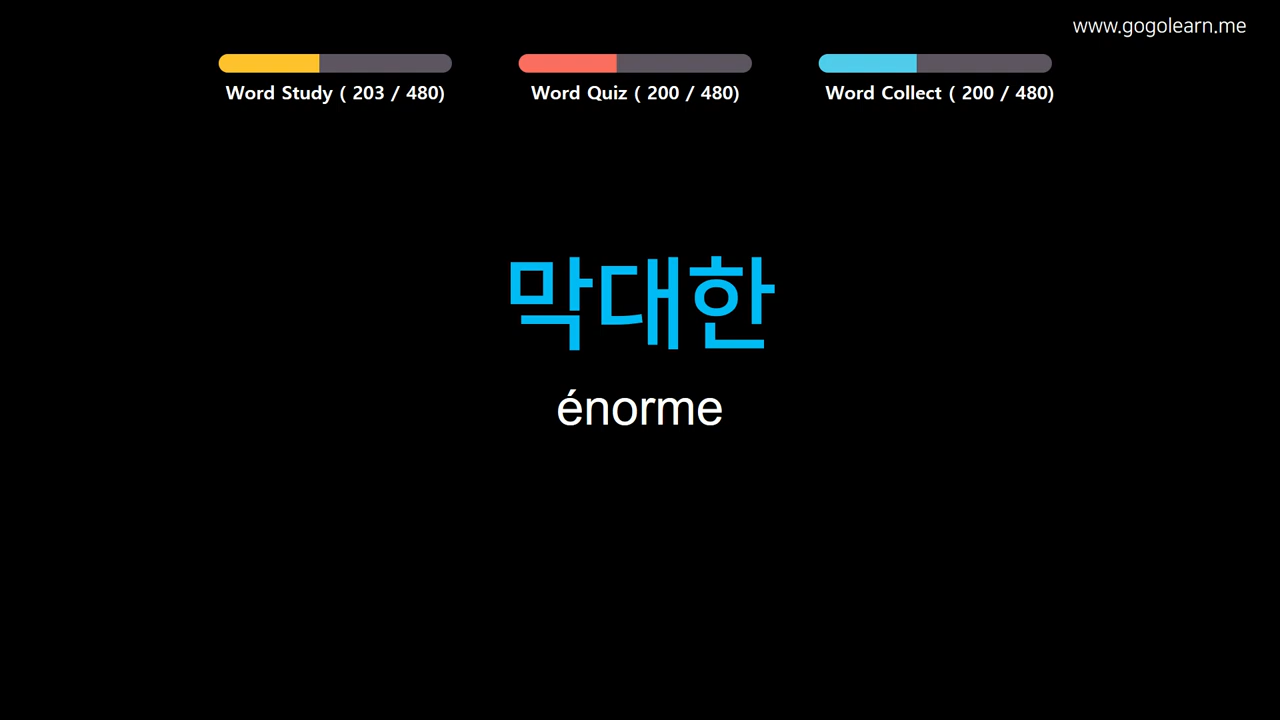 www.gogolearn.me
Word Study ( 203 / 480)
Word Quiz ( 200 / 480)
Word Collect ( 200 / 480)
막대한
énorme